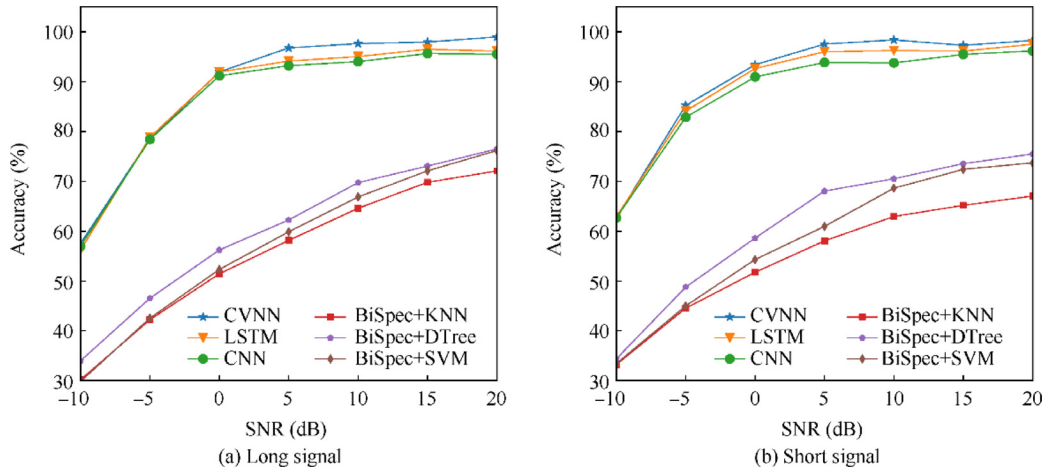 100
90
80
70
60
50
40
30
Accuracy (%)
CVNN
LSTM
CNN
BiSpec+KNN
BiSpec+DTree
BiSpec+SVM
−10 −5 0 5 10 15 20
SNR (dB)
(a) Long signal
100
90
80
70
60
50
40
30
Accuracy (%)
CVNN
LSTM
CNN
BiSpec+KNN
BiSpec+DTree
BiSpec+SVM
−10 −5 0 5 10 15 20
SNR (dB)
(b) Short signal